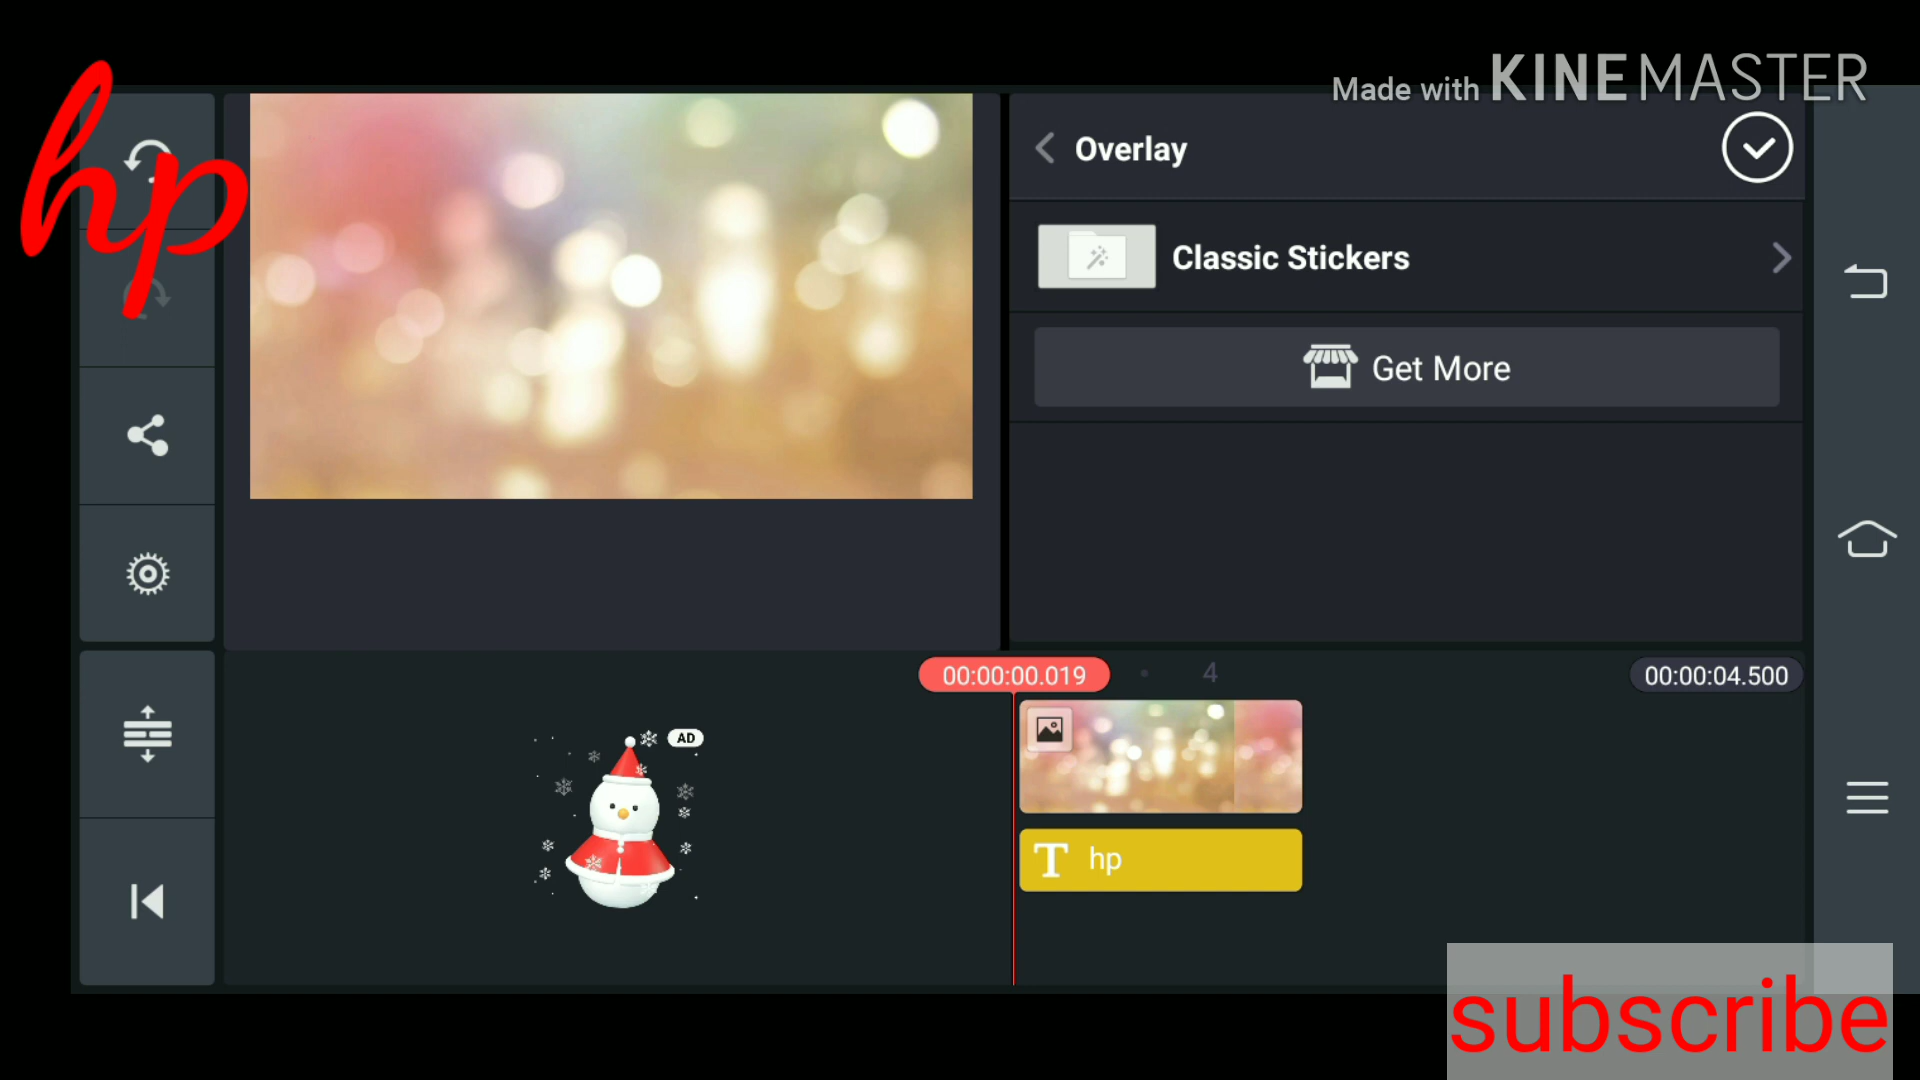 Made with KINEMASTER
hp
Overlay
Classic Stickers
Get More
00:00:00.019
4
00:00:04.500
AD
T hp
subscribe